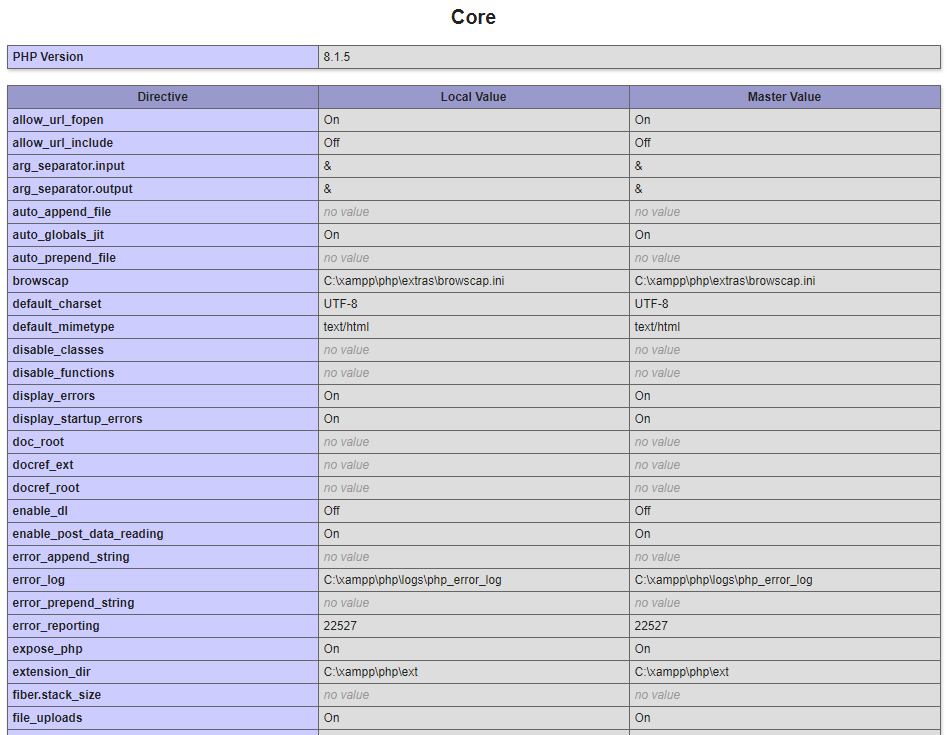 Core
PHP Version 8.1.5
Directive Local Value Master Value
allow_url_fopen On On
allow_url_include Off Off
arg_separator.input & &
arg_separator.output & &
auto_append_file no value no value
auto_globals_jit On On
auto_prepend_file no value no value
browscap C:\xampp\php\extras\browscap.ini C:\xampp\php\extras\browscap.ini
default_charset UTF-8 UTF-8
default_mimetype text/html text/html
disable_classes no value no value
disable_functions no value no value
display_errors On On
display_startup_errors On On
doc_root no value no value
docref_ext no value no value
docref_root no value no value
enable_dl Off Off
enable_post_data_reading On On
error_append_string no value no value
error_log C:\xampp\php\logs\php_error_log C:\xampp\php\logs\php_error_log
error_prepend_string no value no value
error_reporting 22527 22527
expose_php On On
extension_dir C:\xampp\php\ext C:\xampp\php\ext
fiber.stack_size no value no value
file_uploads On On